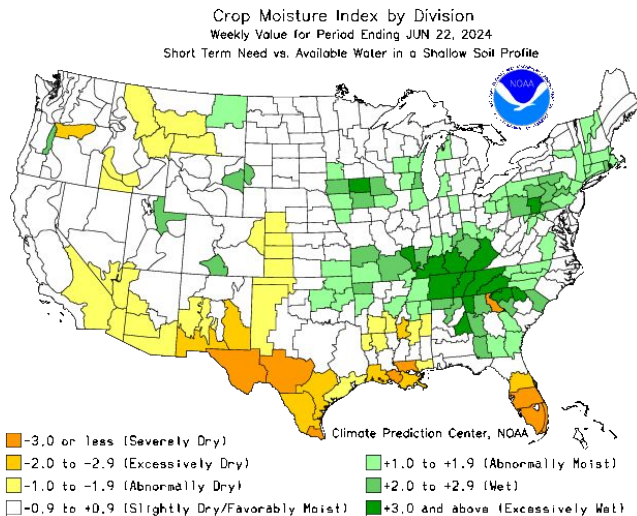 Crop Moisture Index by Division
Weekly Value for Period Ending JUN 22, 2024
Short Term Need vs. Available Water in a Shallow Soil Profile
NOAA
Climate Prediction Center, NOAA
-3.0 or less (Severely Dry)
-2.0 to -2.9 (Excessively Dry)
-1.0 to -1.9 (Abnormally Dry)
-0.9 to +0.9 (Slightly Dry/Favorably Moist)
+1.0 to +1.9 (Abnormally Moist)
+2.0 to +2.9 (Wet)
+3.0 and above (Excessively Wet)